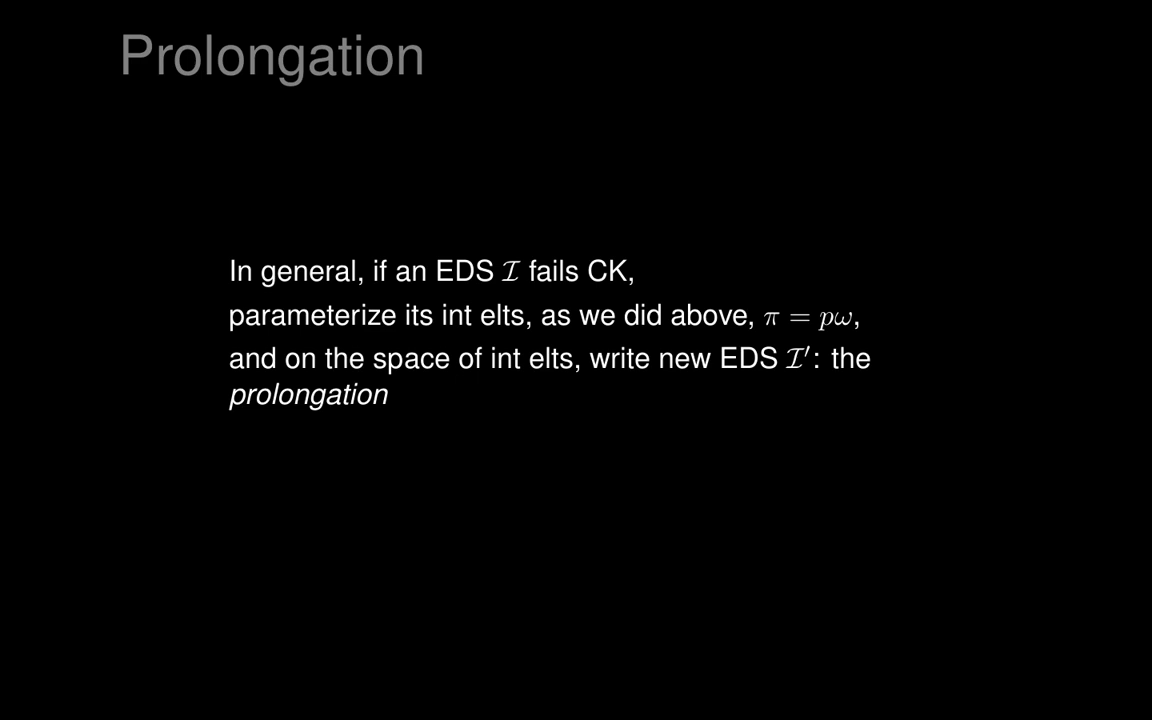 Prolongation
In general, if an EDS ℐ fails CK,
parameterize its int elts, as we did above, π = pω,
and on the space of int elts, write new EDS ℐ′: the
prolongation